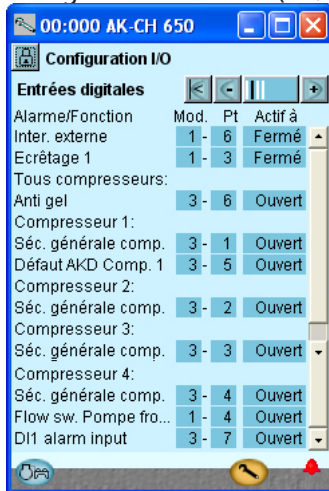 00:000 AK-CH 650
Configuration I/O
Entrées digitales
Alarme/Fonction Mod. Pt Actif à
Inter. externe 1 - 6 Fermé
Ecrêtage 1 1 - 3 Fermé
Tous compresseurs:
Anti gel 3 - 6 Ouvert
Compresseur 1:
Séc. générale comp. 3 - 1 Ouvert
Défaut AKD Comp. 1 3 - 5 Ouvert
Compresseur 2:
Séc. générale comp. 3 - 2 Ouvert
Compresseur 3:
Séc. générale comp. 3 - 3 Ouvert
Compresseur 4:
Séc. générale comp. 3 - 4 Ouvert
Flow sw. Pompe fro... 1 - 4 Ouvert
DI1 alarm input 3 - 7 Ouvert